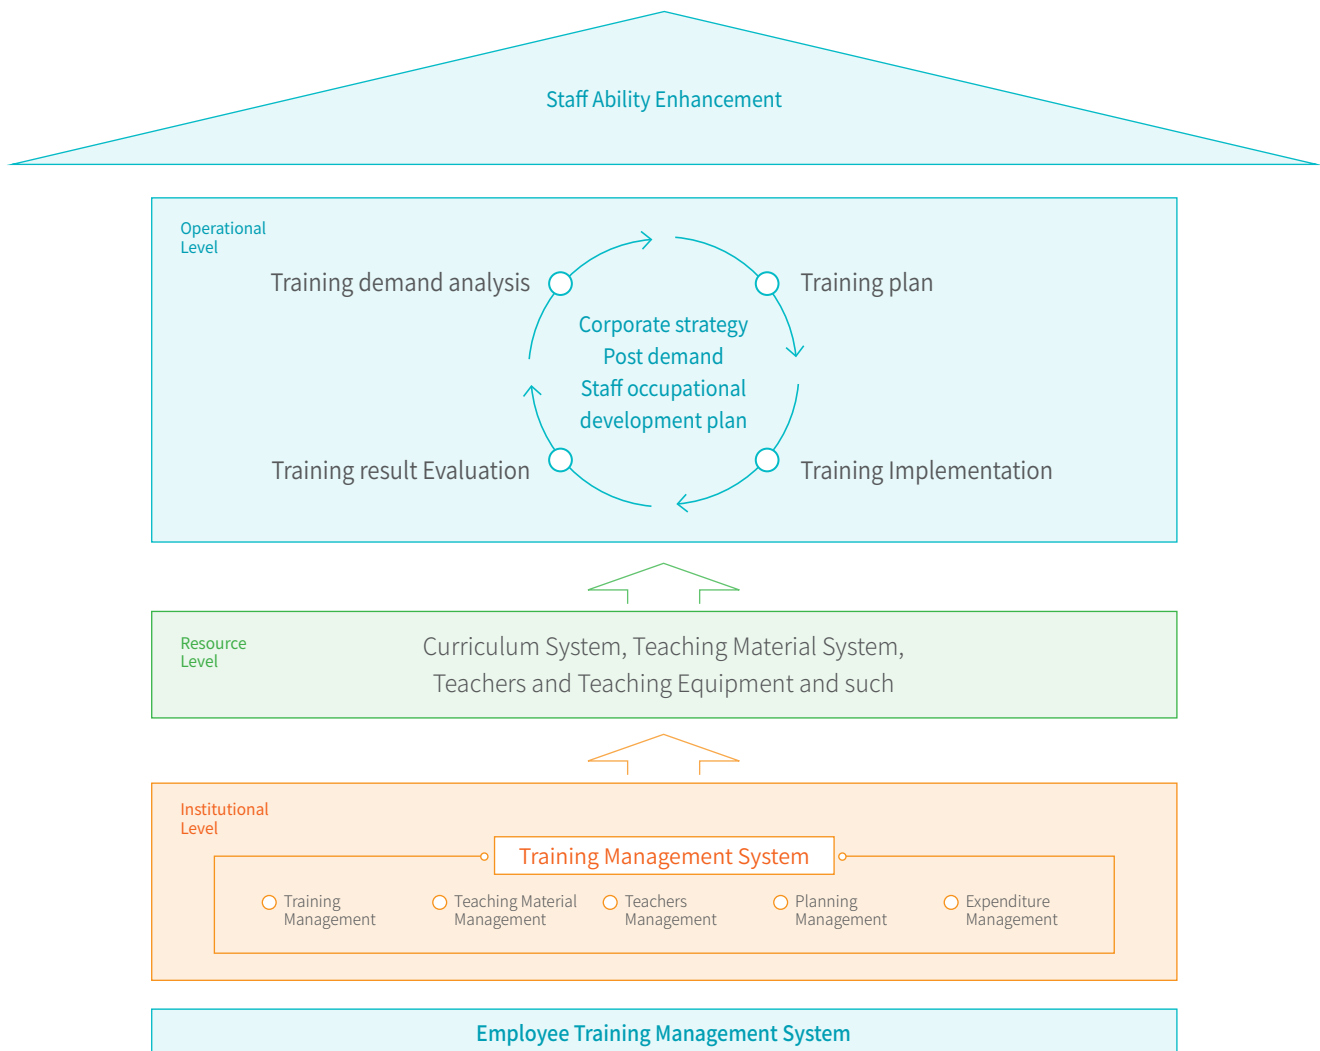 Staff Ability Enhancement
Operational
Level
Training demand analysis
Training plan
Corporate strategy
Post demand
Staff occupational
development plan
Training result Evaluation
Training Implementation
Resource
Level
Curriculum System, Teaching Material System,
Teachers and Teaching Equipment and such
Institutional
Level
Training Management System
Training
Management
Teaching Material
Management
Teachers
Management
Planning
Management
Expenditure
Management
Employee Training Management System